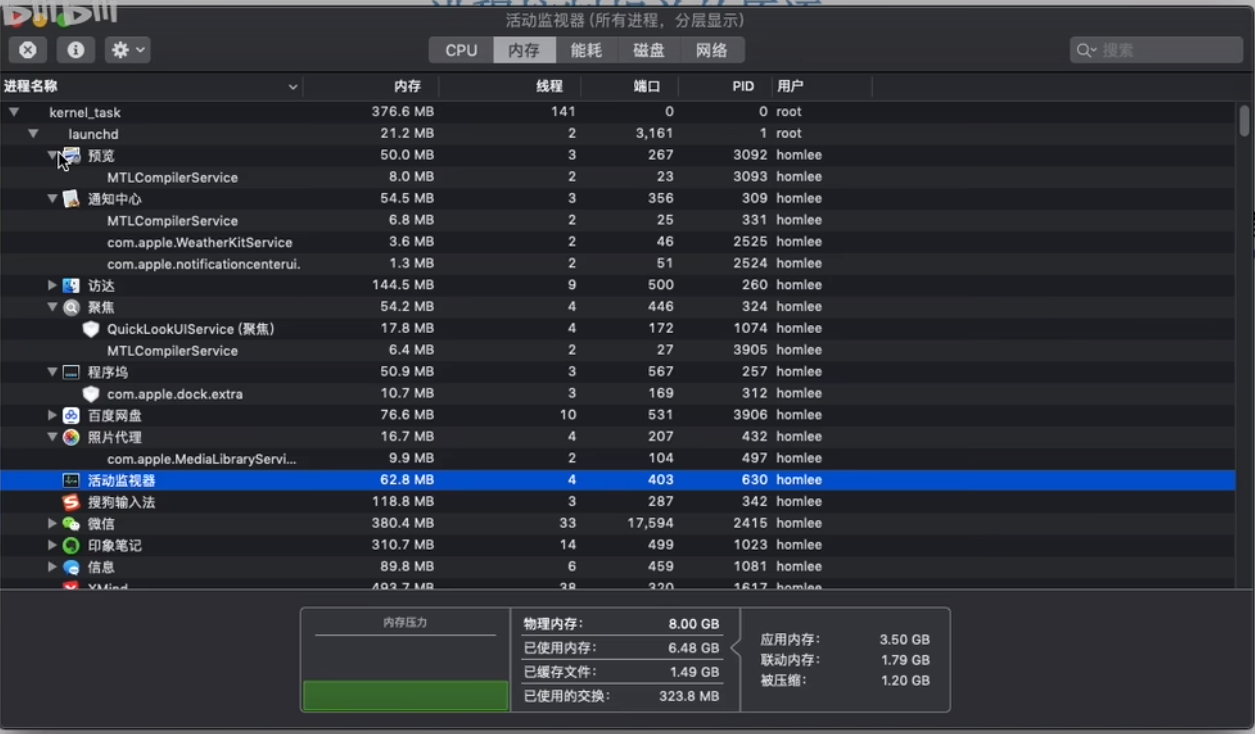 bilibili
活动监视器 (所有进程，分层显示)
CPU 内存 能耗 磁盘 网络 搜索
进程名称 内存 线程 端口 PID 用户
kernel_task 376.6 MB 141 0 0 root
launchd 21.2 MB 2 3,161 1 root
预览 50.0 MB 3 267 3092 homlee
MTLCompilerService 8.0 MB 2 23 3093 homlee
通知中心 54.5 MB 3 356 309 homlee
MTLCompilerService 6.8 MB 2 25 331 homlee
com.apple.WeatherKitService 3.6 MB 2 46 2525 homlee
com.apple.notificationcenterui. 1.3 MB 2 51 2524 homlee
访达 144.5 MB 9 500 260 homlee
聚焦 54.2 MB 4 446 324 homlee
QuickLookUIService (聚焦) 17.8 MB 4 172 1074 homlee
MTLCompilerService 6.4 MB 2 27 3905 homlee
程序坞 50.9 MB 3 567 257 homlee
com.apple.dock.extra 10.7 MB 3 169 312 homlee
百度网盘 76.6 MB 10 531 3906 homlee
照片代理 16.7 MB 4 207 432 homlee
com.apple.MediaLibraryServi... 9.9 MB 2 104 497 homlee
活动监视器 62.8 MB 4 403 630 homlee
搜狗输入法 118.8 MB 3 287 342 homlee
微信 380.4 MB 33 17,594 2415 homlee
印象笔记 310.7 MB 14 499 1023 homlee
信息 89.8 MB 6 459 1081 homlee
XMind 493.7 MB 38 320 1617 homlee
内存压力
物理内存： 8.00 GB
已使用内存： 6.48 GB
已缓存文件： 1.49 GB
已使用的交换： 323.8 MB
应用内存： 3.50 GB
联动内存： 1.79 GB
被压缩： 1.20 GB